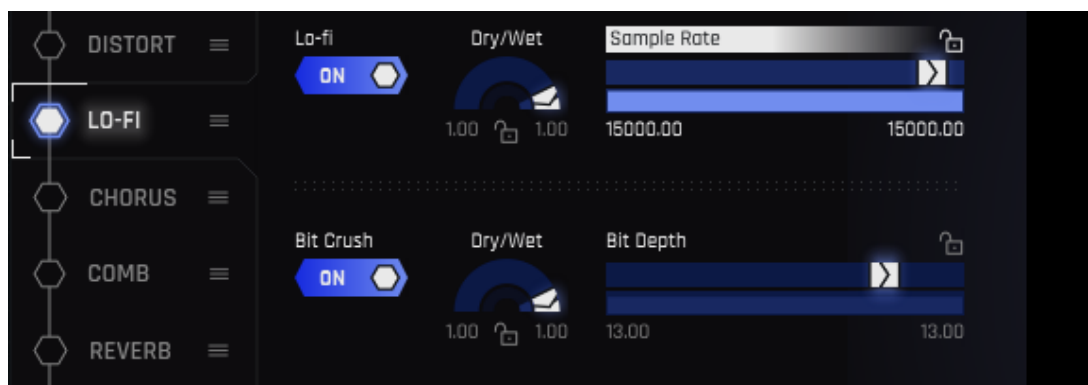 DISTORT
LO-FI
CHORUS
COMB
REVERB
Lo-fi
ON
Dry/Wet
1.00 1.00
Sample Rate
15000.00 15000.00
Bit Crush
ON
Dry/Wet
1.00 1.00
Bit Depth
13.00 13.00